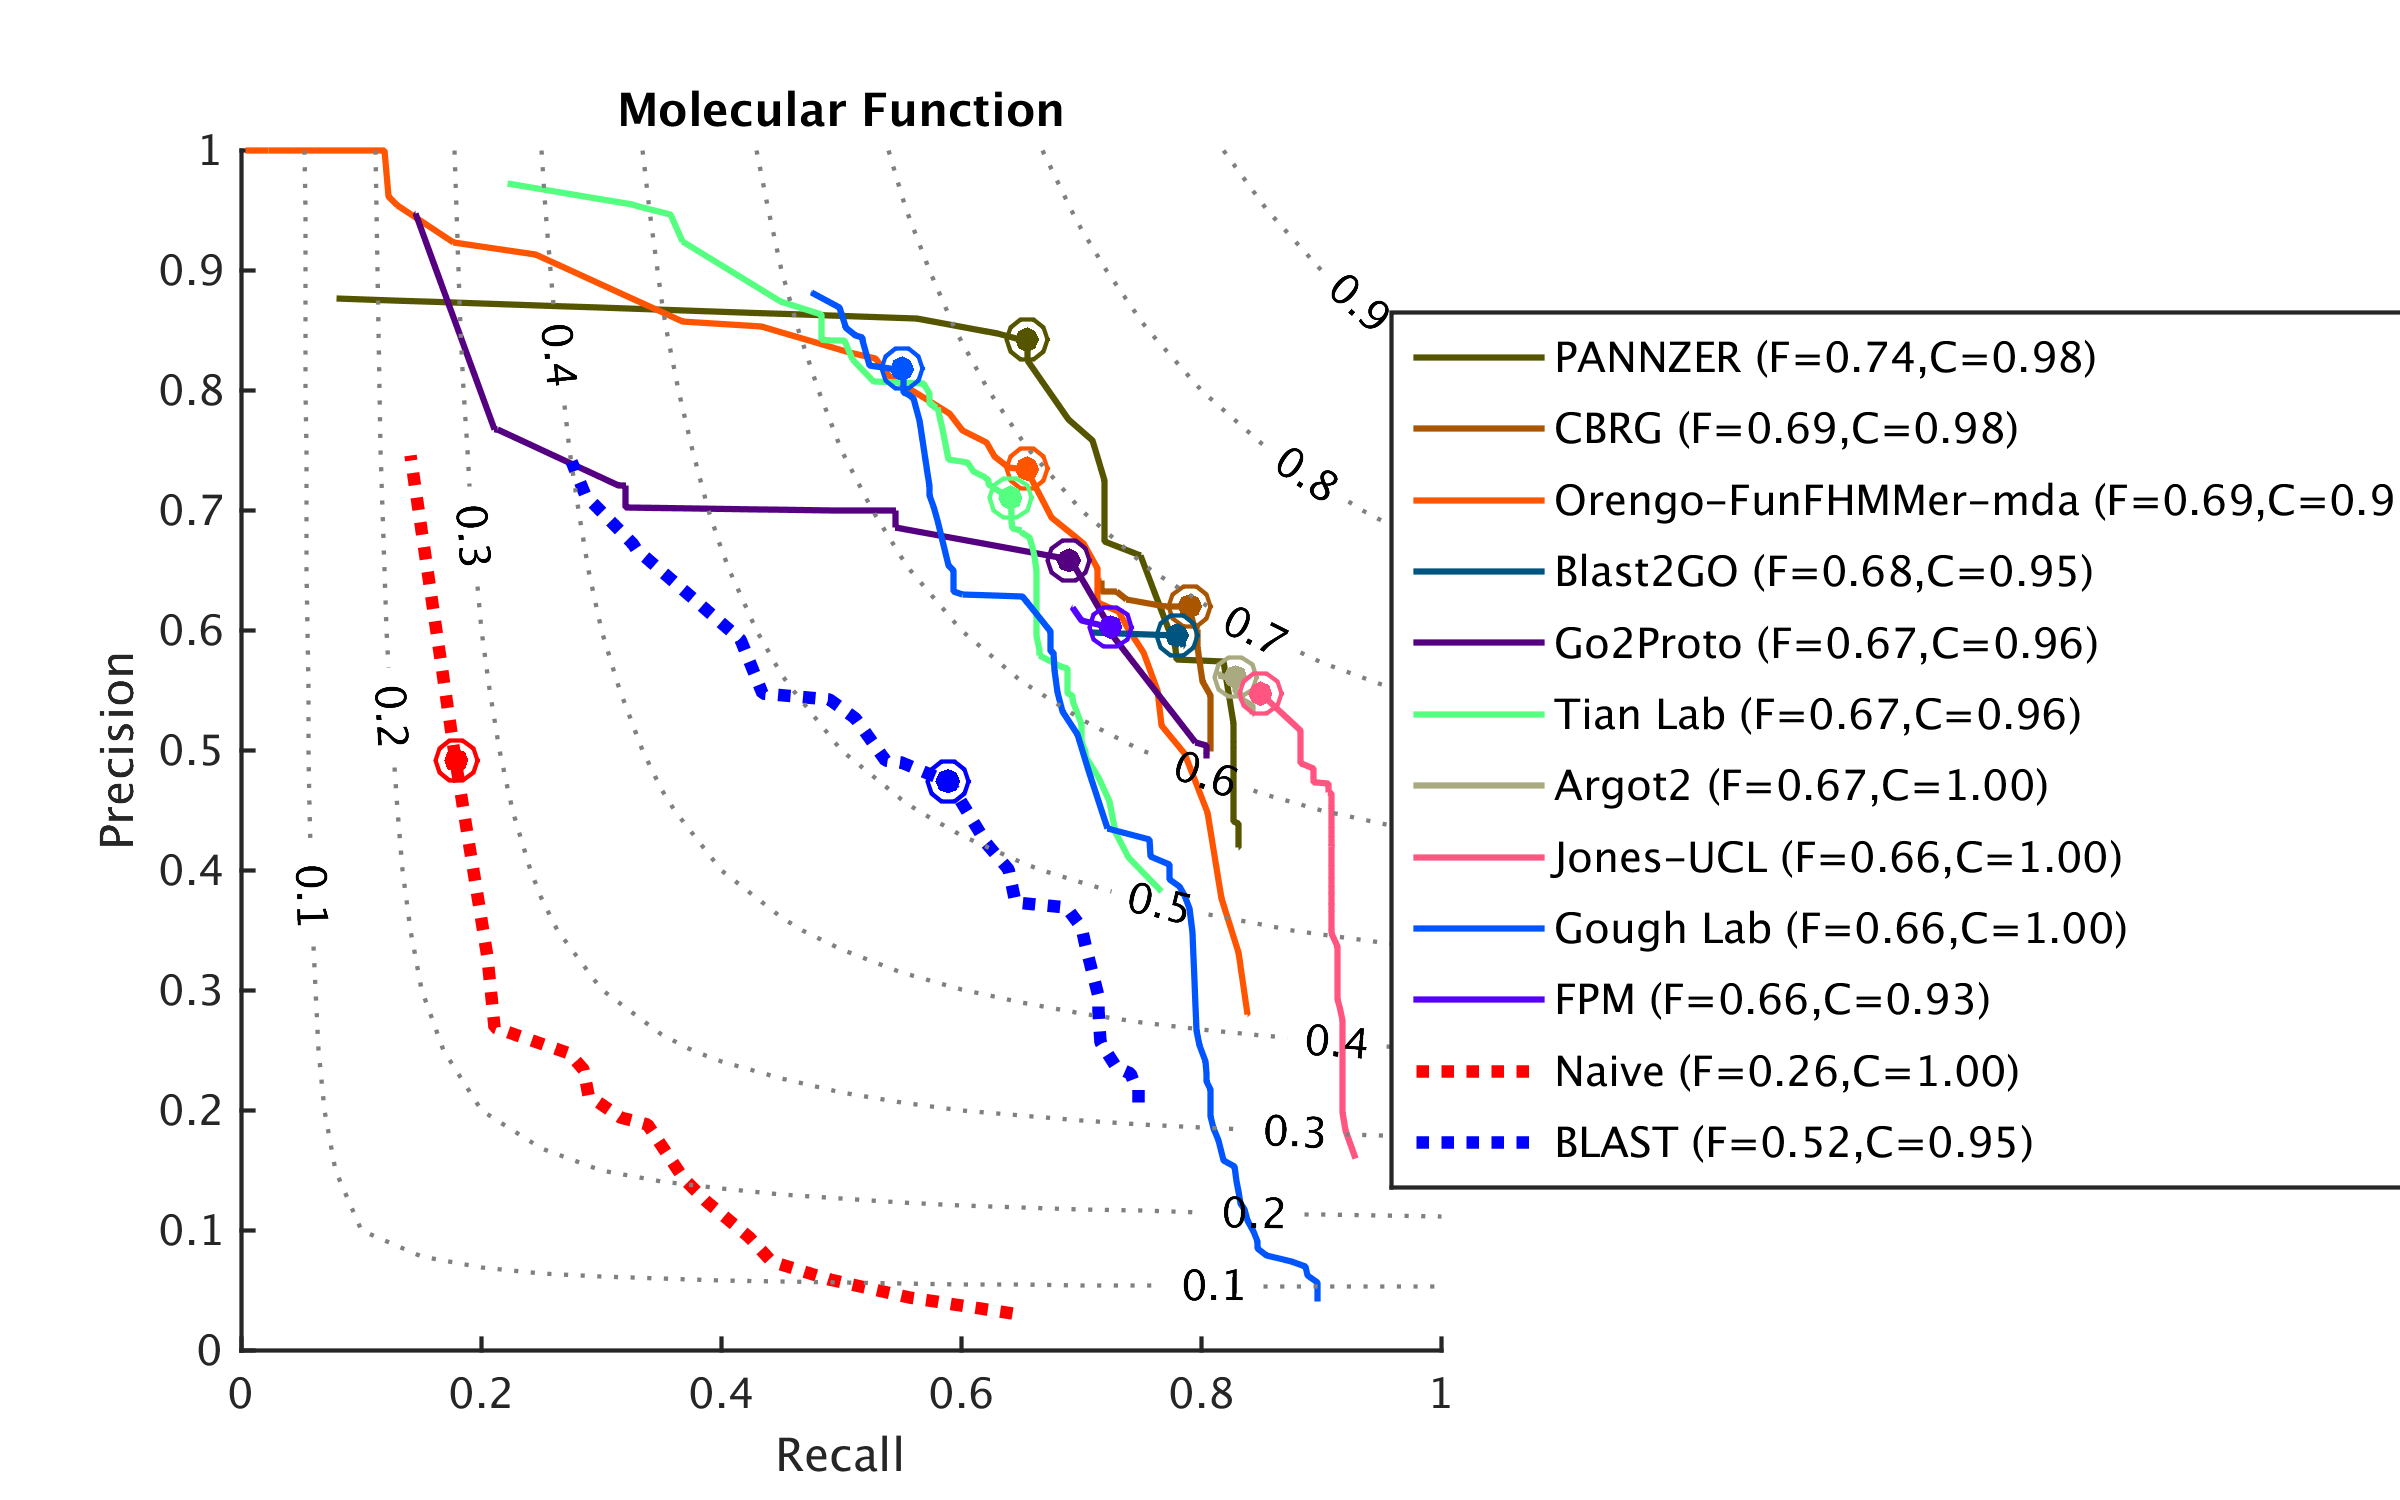 Molecular Function
1
0.9
0.8
0.7
0.6
0.5
0.4
0.3
0.2
0.1
0
Precision
0
0.2
0.4
0.6
0.8
1
Recall
0.1
0.2
0.3
0.4
0.9
0.8
0.7
0.6
0.5
0.4
0.3
0.2
0.1
PANNZER (F=0.74,C=0.98)
CBRG (F=0.69,C=0.98)
Orengo-FunFHMMer-mda (F=0.69,C=0.9
Blast2GO (F=0.68,C=0.95)
Go2Proto (F=0.67,C=0.96)
Tian Lab (F=0.67,C=0.96)
Argot2 (F=0.67,C=1.00)
Jones-UCL (F=0.66,C=1.00)
Gough Lab (F=0.66,C=1.00)
FPM (F=0.66,C=0.93)
Naive (F=0.26,C=1.00)
BLAST (F=0.52,C=0.95)